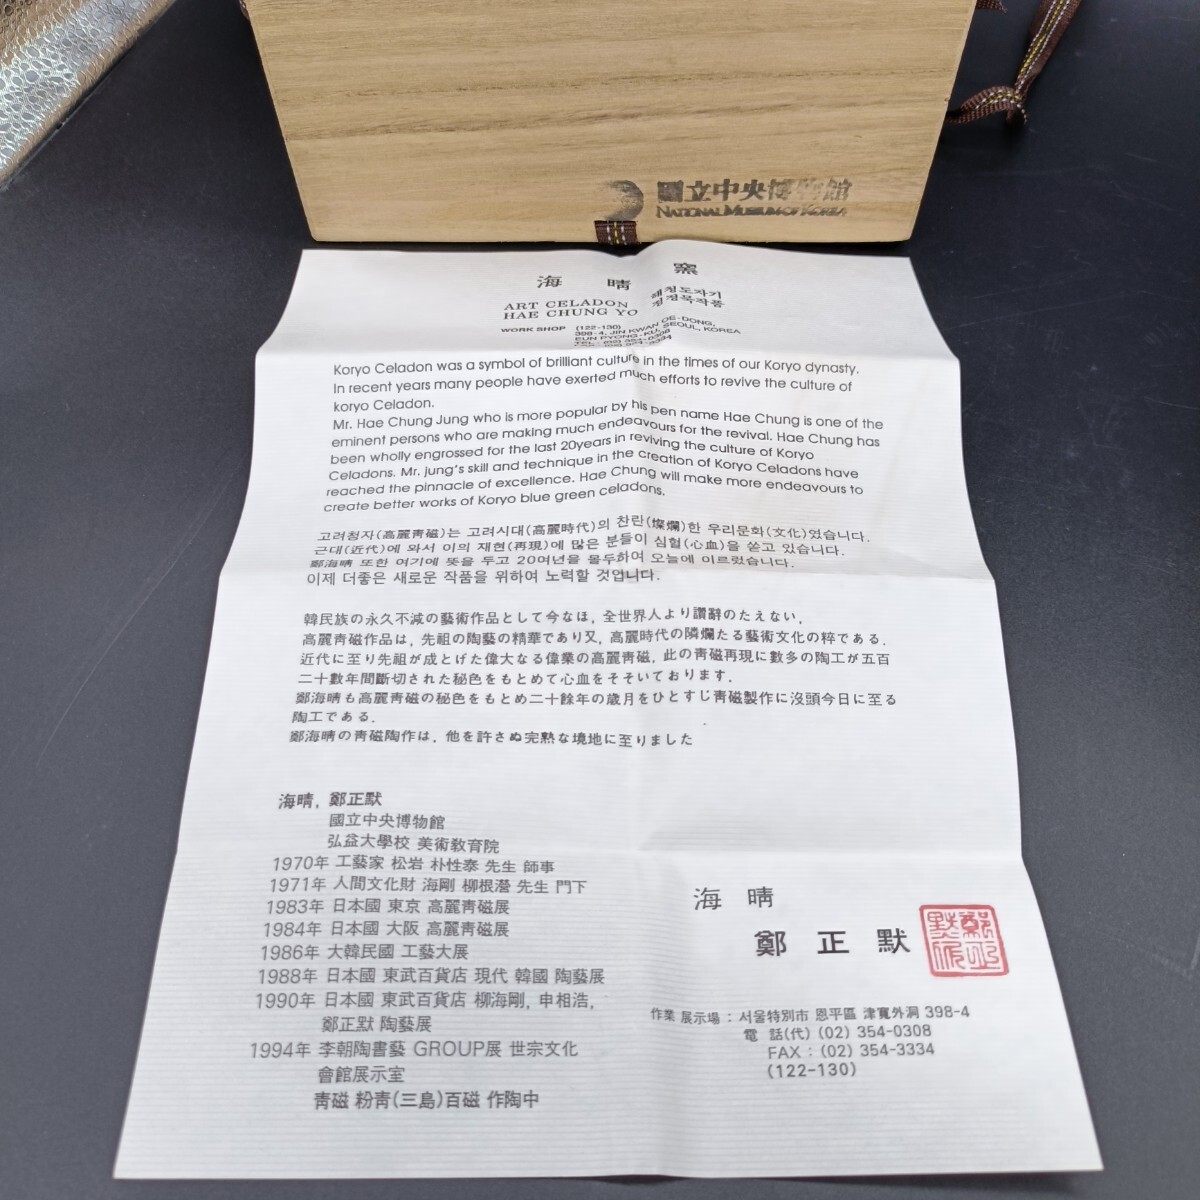 國立中央博物館
NATIONAL MUSEUM OF KOREA
海晴窯
ART CELADON 해청도자기
HAE CHUNG YO 정정묵작품
WORK SHOP (122-130)
398-4, JIN KWAN OE-DONG,
EUN PYONG-KU, SEOUL, KOREA
TEL: (02) 354-0308
(02) 354-3334
Koryo Celadon was a symbol of brilliant culture in the times of our Koryo dynasty.
In recent years many people have exerted much efforts to revive the culture of
koryo Celadon.
Mr. Hae Chung Jung who is more popular by his pen name Hae Chung is one of the
eminent persons who are making much endeavours for the revival. Hae Chung has
been wholly engrossed for the last 20years in reviving the culture of Koryo
Celadons. Mr. jung's skill and technique in the creation of Koryo Celadons have
reached the pinnacle of excellence. Hae Chung will make more endeavours to
create better works of Koryo blue green celadons.
고려청자(高麗靑磁)는 고려시대(高麗時代)의 찬란(燦爛)한 우리문화(文化)였습니다.
근대(近代)에 와서 이의 재현(再現)에 많은 분들이 심혈(心血)을 쏟고 있습니다.
鄭海晴 또한 여기에 뜻을 두고 20여년을 몰두하여 오늘에 이르렀습니다.
이제 더좋은 새로운 작품을 위하여 노력할 것입니다.
韓民族の永久不滅の藝術作品として今なほ, 全世界人より讚辭のたえない,
高麗靑磁作品は, 先祖の陶藝の精華であり又, 高麗時代の隣爛たる藝術文化の粹である.
近代に至り先祖が成とげた偉大なる偉業の高麗靑磁, 此の靑磁再現に數多の陶工が五百
二十數年間斷切された秘色をもとめて心血をそそいております.
鄭海晴も高麗靑磁の秘色をもとめ二十餘年の歲月をひとすじ靑磁製作に沒頭今日に至る
陶工である.
鄭海晴の靑磁陶作は, 他を許さぬ完熟な境地に至りました
海晴, 鄭正默
國立中央博物館
弘益大學校 美術敎育院
1970年 工藝家 松岩 朴性泰 先生 師事
1971年 人間文化財 海剛 柳根瀅 先生 門下
1983年 日本國 東京 高麗靑磁展
1984年 日本國 大阪 高麗靑磁展
1986年 大韓民國 工藝大展
1988年 日本國 東武百貨店 現代 韓國 陶藝展
1990年 日本國 東武百貨店 柳海剛, 申相浩,
鄭正默 陶藝展
1994年 李朝陶書藝 GROUP展 世宗文化
會館展示室
靑磁 粉靑(三島)百磁 作陶中
海晴
鄭正默
作業 展示場 : 서울特別市 恩平區 津寬外洞 398-4
電 話(代) (02) 354-0308
FAX : (02) 354-3334
(122-130)